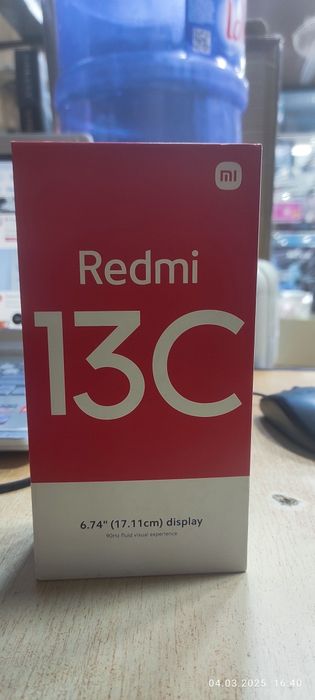 mi
Redmi
13C
6.74" (17.11cm) display
90Hz fluid visual experience
04.03.2025 16:40